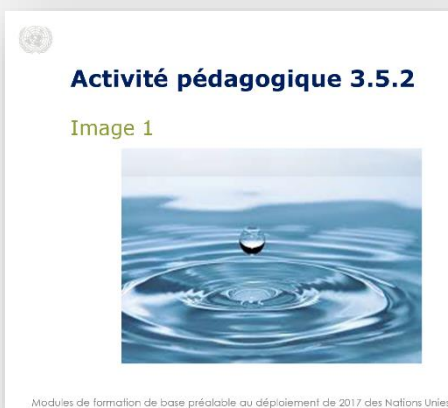 Activité pédagogique 3.5.2
Image 1
Modules de formation de base préalable au déploiement de 2017 des Nations Unies